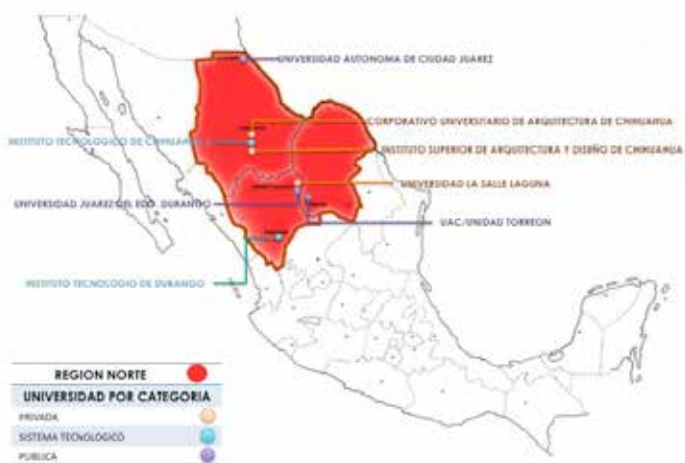 UNIVERSIDAD AUTONOMA DE CIUDAD JUAREZ
CORPORATIVO UNIVERSITARIO DE ARQUITECTURA DE CHIHUAHUA
INSTITUTO TECNOLOGICO DE CHIHUAHUA
INSTITUTO SUPERIOR DE ARQUITECTURA Y DISEÑO DE CHIHUAHUA
UNIVERSIDAD LA SALLE LAGUNA
UNIVERSIDAD JUAREZ DEL EDO. DURANGO
UAC/UNIDAD TORREON
INSTITUTO TECNOLOGIO DE DURANGO
REGION NORTE
UNIVERSIDAD POR CATEGORIA
PRIVADA
SISTEMA TECNOLOGICO
PUBLICA